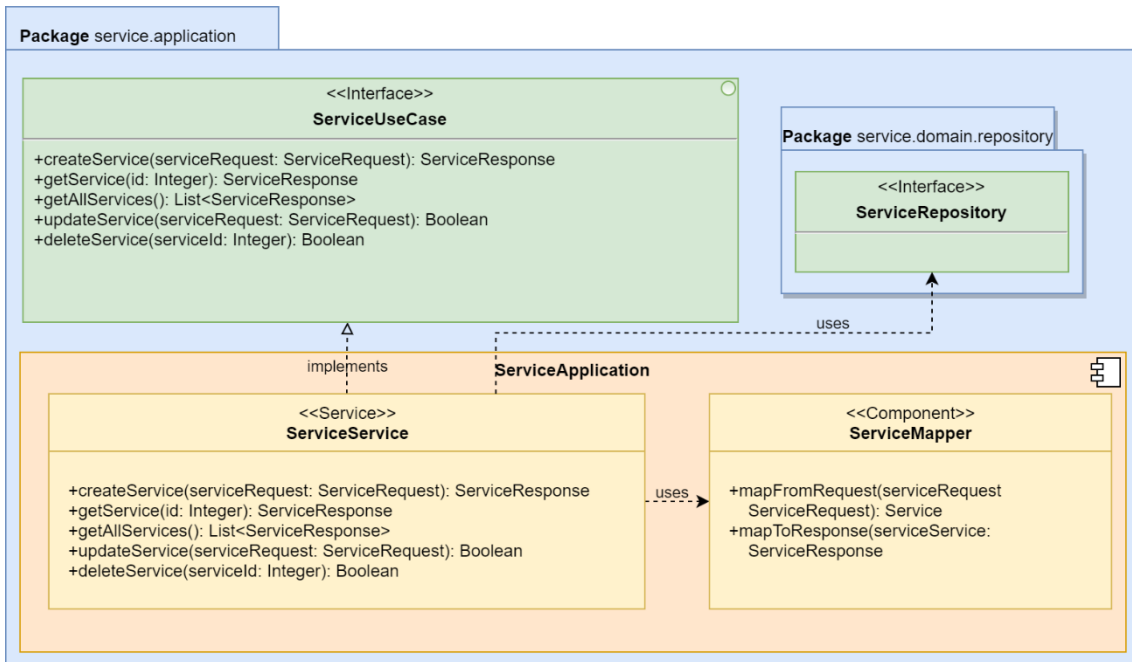 Package service.application
<<Interface>>
ServiceUseCase
+createService(serviceRequest: ServiceRequest): ServiceResponse
+getService(id: Integer): ServiceResponse
+getAllServices(): List<ServiceResponse>
+updateService(serviceRequest: ServiceRequest): Boolean
+deleteService(serviceId: Integer): Boolean
Package service.domain.repository
<<Interface>>
ServiceRepository
uses
implements
ServiceApplication
<<Service>>
ServiceService
+createService(serviceRequest: ServiceRequest): ServiceResponse
+getService(id: Integer): ServiceResponse
+getAllServices(): List<ServiceResponse>
+updateService(serviceRequest: ServiceRequest): Boolean
+deleteService(serviceId: Integer): Boolean
uses
<<Component>>
ServiceMapper
+mapFromRequest(serviceRequest
ServiceRequest): Service
+mapToResponse(serviceService:
ServiceResponse